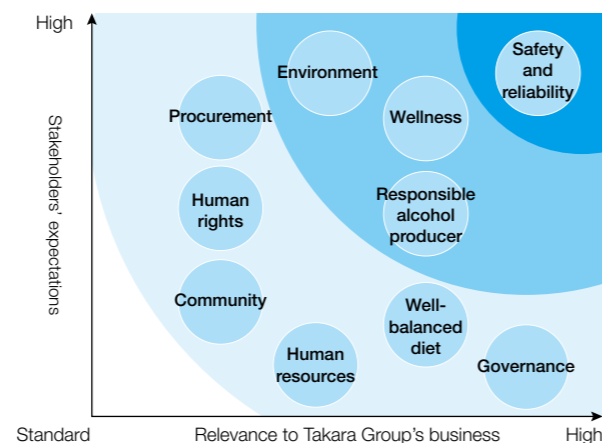 High
Stakeholders' expectations
Safety
and
reliability
Environment
Wellness
Procurement
Human
rights
Responsible
alcohol
producer
Community
Well-
balanced
diet
Human
resources
Governance
Standard
Relevance to Takara Group's business
High